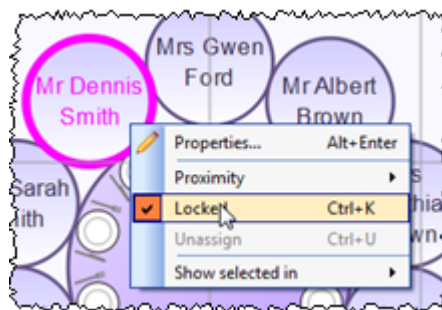 Mrs Gwen
Ford
Mr Dennis
Smith
Mr Albert
Brown
Properties... Alt+Enter
Proximity
Locked Ctrl+K
Unassign Ctrl+U
Show selected in
Sarah